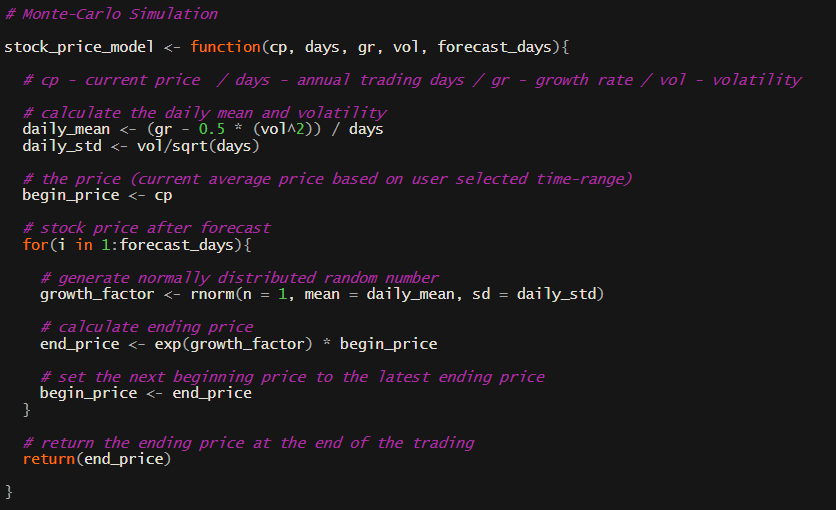 # Monte-Carlo Simulation
stock_price_model <- function(cp, days, gr, vol, forecast_days){
# cp - current price  / days - annual trading days / gr - growth rate / vol - volatility
# calculate the daily mean and volatility
daily_mean <- (gr - 0.5 * (vol^2)) / days
daily_std <- vol/sqrt(days)
# the price (current average price based on user selected time-range)
begin_price <- cp
# stock price after forecast
for(i in 1:forecast_days){
# generate normally distributed random number
growth_factor <- rnorm(n = 1, mean = daily_mean, sd = daily_std)
# calculate ending price
end_price <- exp(growth_factor) * begin_price
# set the next beginning price to the latest ending price
begin_price <- end_price
}
# return the ending price at the end of the trading
return(end_price)
}